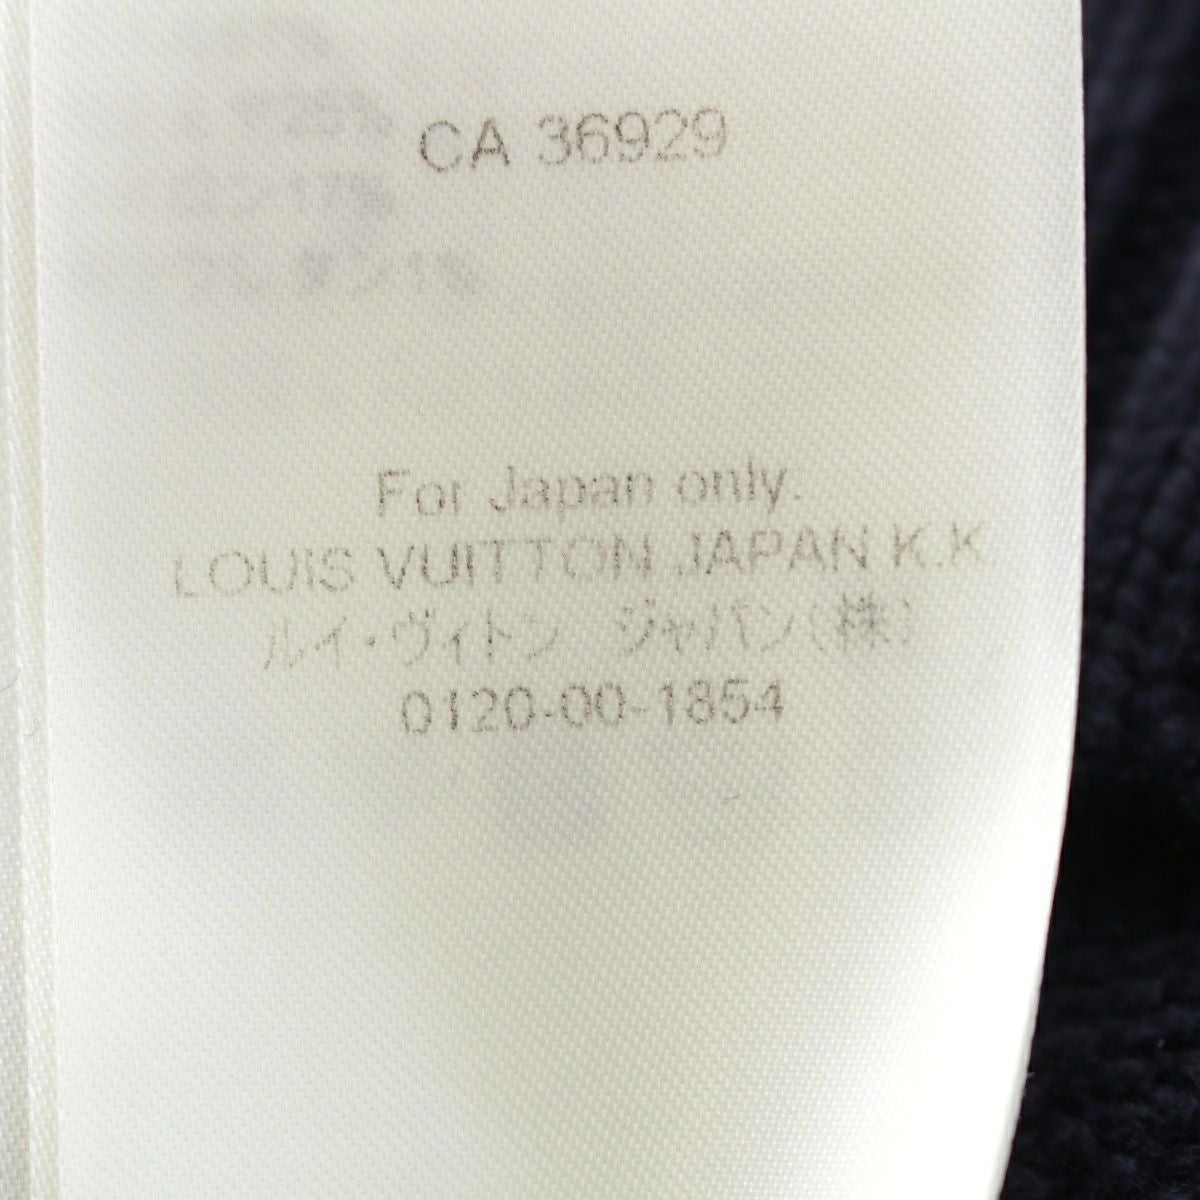 CA 36929
For Japan only:
LOUIS VUITTON JAPAN K.K.
ルイ・ヴィトン ジャパン(株)
0120-00-1854